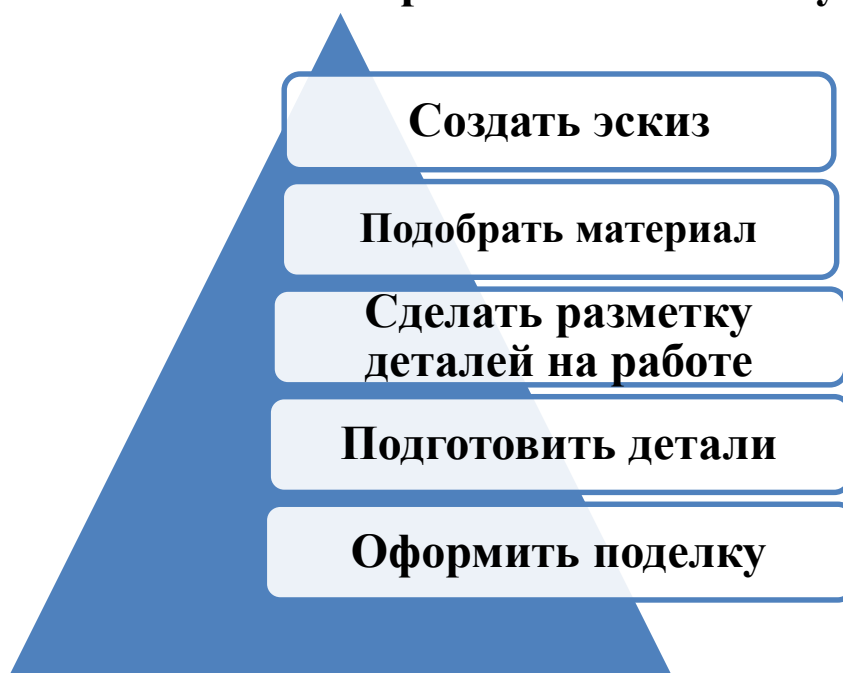 Создать эскиз
Подобрать материал
Сделать разметку
деталей на работе
Подготовить детали
Оформить поделку